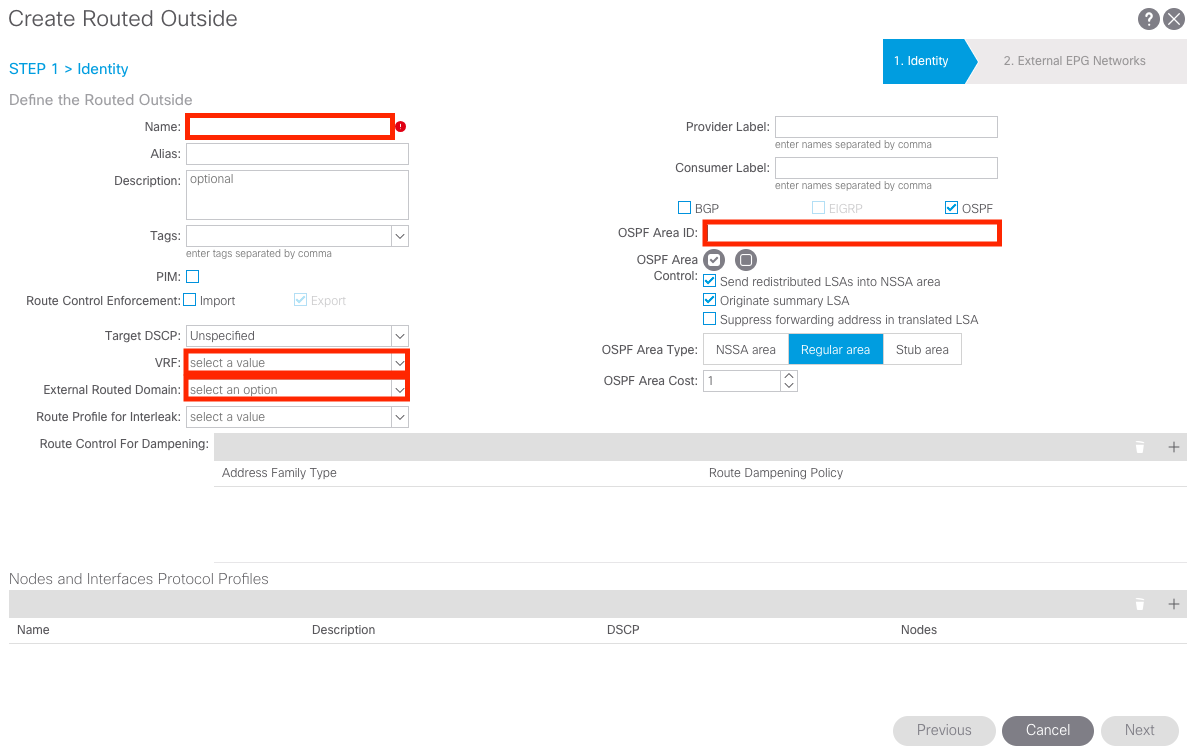 Create Routed Outside
?
STEP 1 > Identity
1. Identity
2. External EPG Networks
Define the Routed Outside
Name:
!
Alias:
Description:
optional
Tags:
enter tags separated by comma
PIM:
Route Control Enforcement:
Import
Export
Target DSCP:
Unspecified
VRF:
select a value
External Routed Domain:
select an option
Route Profile for Interleak:
select a value
Provider Label:
enter names separated by comma
Consumer Label:
enter names separated by comma
BGP
EIGRP
OSPF
OSPF Area ID:
OSPF Area
Control:
Send redistributed LSAs into NSSA area
Originate summary LSA
Suppress forwarding address in translated LSA
OSPF Area Type:
NSSA area
Regular area
Stub area
OSPF Area Cost:
1
Route Control For Dampening:
Address Family Type
Route Dampening Policy
Nodes and Interfaces Protocol Profiles
Name
Description
DSCP
Nodes
Previous
Cancel
Next